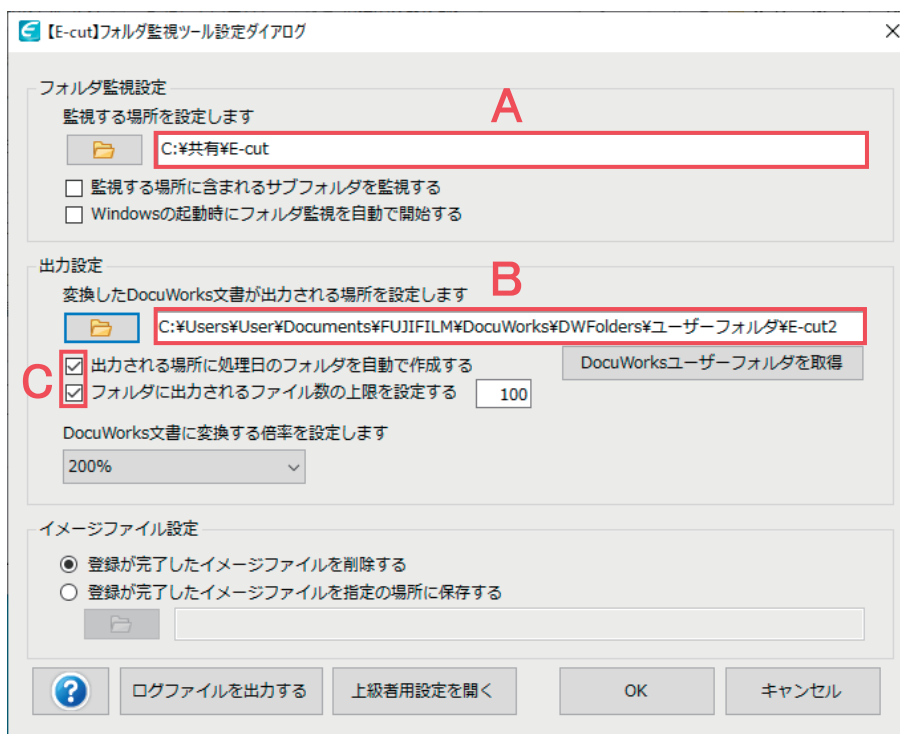 【E-cut】フォルダ監視ツール設定ダイアログ
フォルダ監視設定
監視する場所を設定します
A
C:¥共有¥E-cut
監視する場所に含まれるサブフォルダを監視する
Windowsの起動時にフォルダ監視を自動で開始する
出力設定
B
変換したDocuWorks文書が出力される場所を設定します
C:¥Users¥User¥Documents¥FUJIFILM¥DocuWorks¥DWFolders¥ユーザーフォルダ¥E-cut2
C
出力される場所に処理日のフォルダを自動で作成する
DocuWorksユーザーフォルダを取得
フォルダに出力されるファイル数の上限を設定する 100
DocuWorks文書に変換する倍率を設定します
200%
イメージファイル設定
登録が完了したイメージファイルを削除する
登録が完了したイメージファイルを指定の場所に保存する
? ログファイルを出力する 上級者用設定を開く OK キャンセル